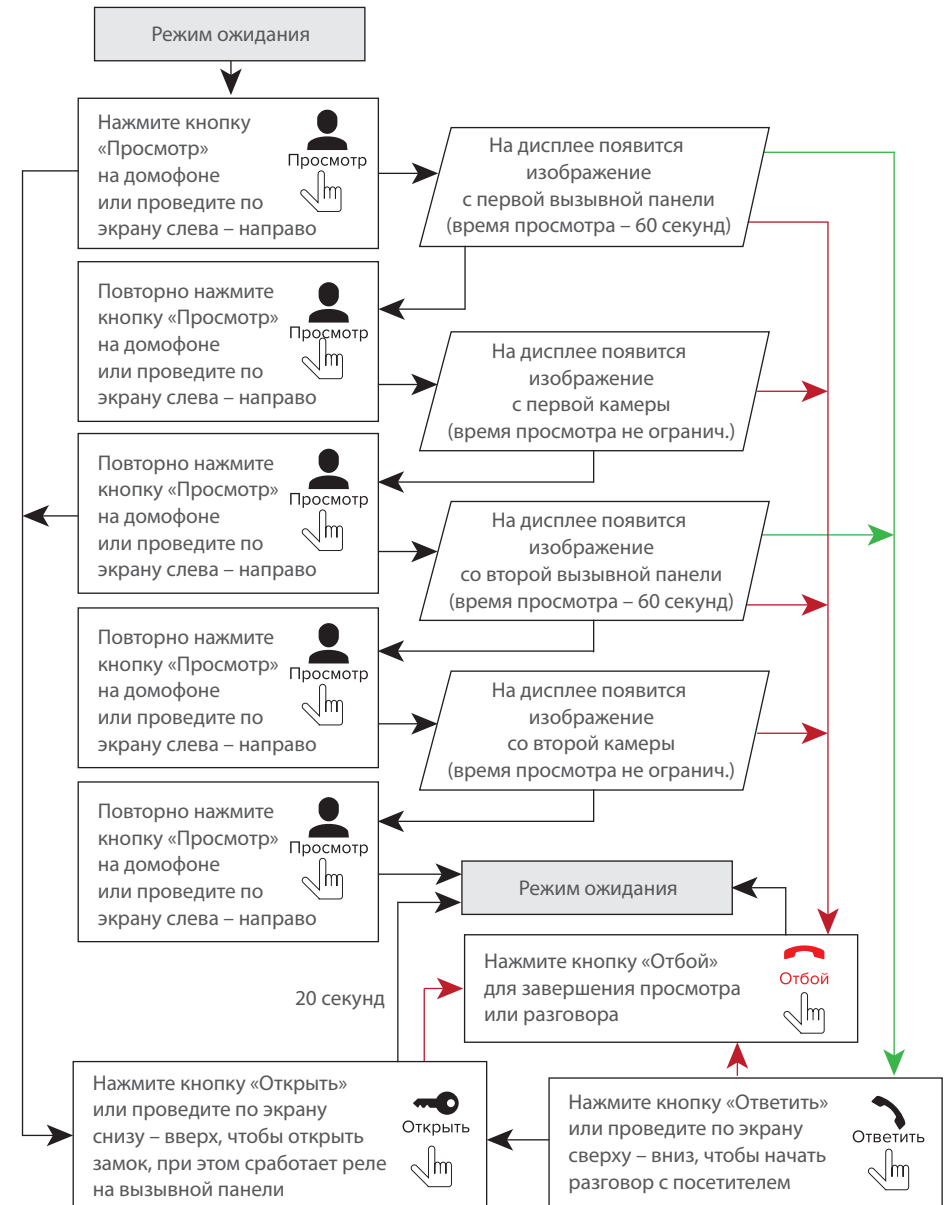 Режим ожидания
Нажмите кнопку
«Просмотр»
на домофоне
или проведите по
экрану слева – направо
Просмотр
На дисплее появится
изображение
с первой вызывной панели
(время просмотра – 60 секунд)
Повторно нажмите
кнопку «Просмотр»
на домофоне
или проведите по
экрану слева – направо
Просмотр
На дисплее появится
изображение
с первой камеры
(время просмотра не огранич.)
Повторно нажмите
кнопку «Просмотр»
на домофоне
или проведите по
экрану слева – направо
Просмотр
На дисплее появится
изображение
со второй вызывной панели
(время просмотра – 60 секунд)
Повторно нажмите
кнопку «Просмотр»
на домофоне
или проведите по
экрану слева – направо
Просмотр
На дисплее появится
изображение
со второй камеры
(время просмотра не огранич.)
Повторно нажмите
кнопку «Просмотр»
на домофоне
или проведите по
экрану слева – направо
Просмотр
Режим ожидания
Нажмите кнопку «Отбой»
для завершения просмотра
или разговора
Отбой
20 секунд
Нажмите кнопку «Открыть»
или проведите по экрану
снизу – вверх, чтобы открыть
замок, при этом сработает реле
на вызывной панели
Открыть
Нажмите кнопку «Ответить»
или проведите по экрану
сверху – вниз, чтобы начать
разговор с посетителем
Ответить